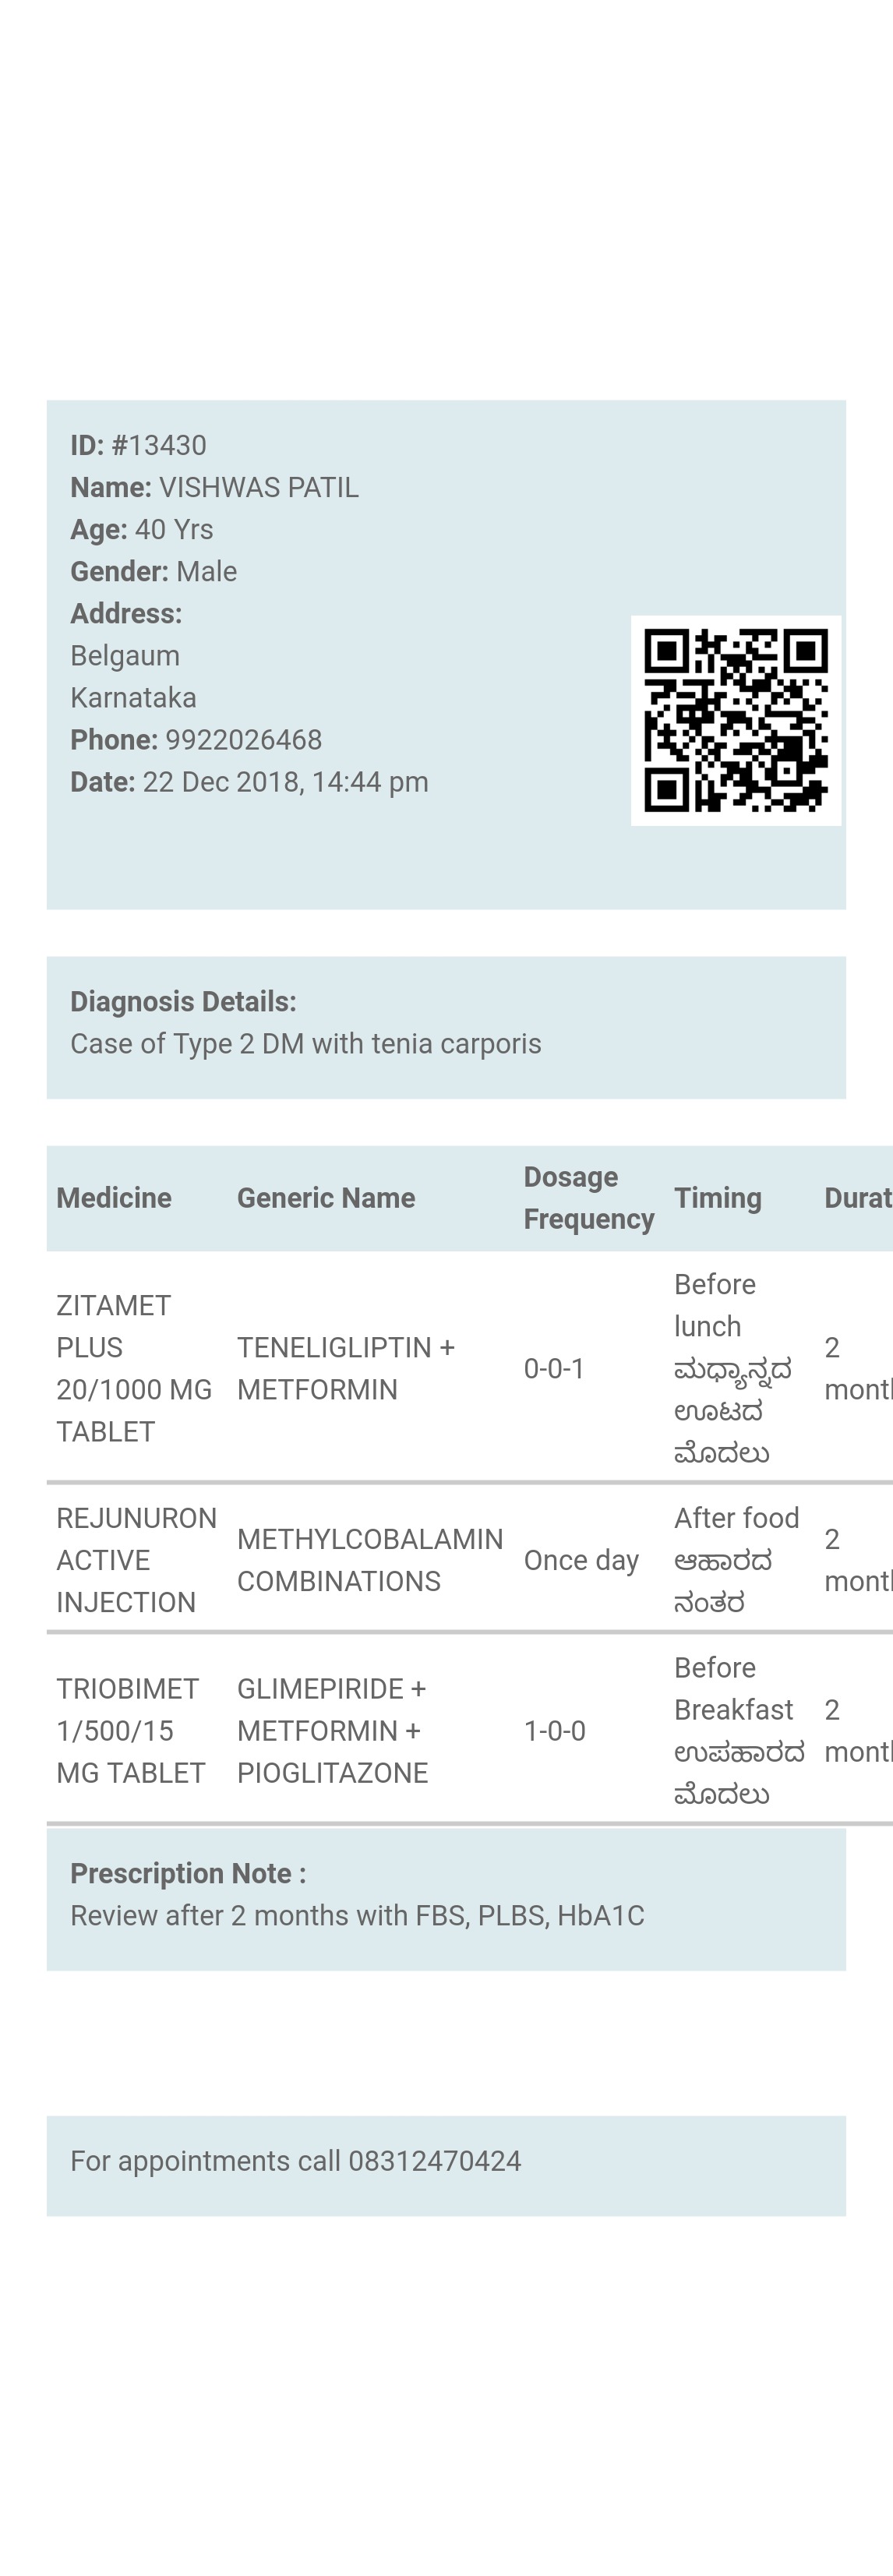 ID: #13430
Name: VISHWAS PATIL
Age: 40 Yrs
Gender: Male
Address:
Belgaum
Karnataka
Phone: 9922026468
Date: 22 Dec 2018, 14:44 pm
Diagnosis Details:
Case of Type 2 DM with tenia carporis
Medicine Generic Name Dosage Frequency Timing Durat
ZITAMET
PLUS
20/1000 MG
TABLET
TENELIGLIPTIN +
METFORMIN
0-0-1
Before
lunch
ಮಧ್ಯಾನ್ನದ
ಊಟದ
ಮೊದಲು
2
month
REJUNURON
ACTIVE
INJECTION
METHYLCOBALAMIN
COMBINATIONS
Once day
After food
ಆಹಾರದ
ನಂತರ
2
month
TRIOBIMET
1/500/15
MG TABLET
GLIMEPIRIDE +
METFORMIN +
PIOGLITAZONE
1-0-0
Before
Breakfast
ಉಪಹಾರದ
ಮೊದಲು
2
month
Prescription Note :
Review after 2 months with FBS, PLBS, HbA1C
For appointments call 08312470424